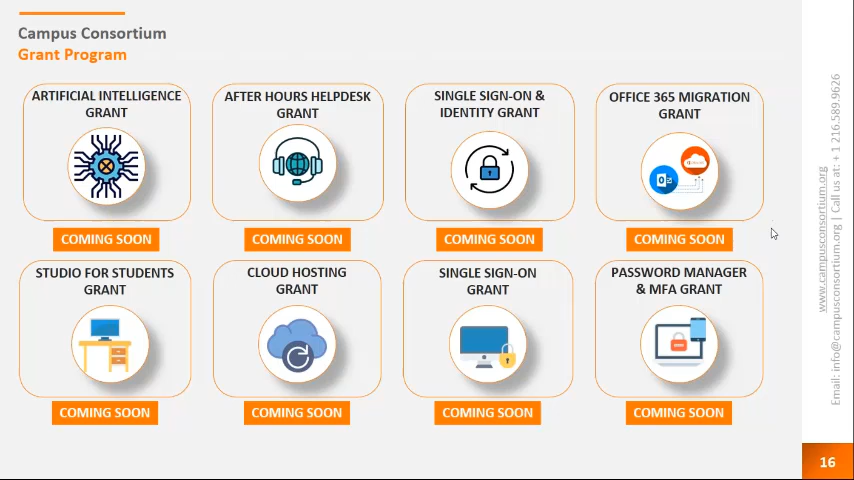 Campus Consortium
Grant Program
ARTIFICIAL INTELLIGENCE
GRANT
AFTER HOURS HELPDESK
GRANT
SINGLE SIGN-ON &
IDENTITY GRANT
OFFICE 365 MIGRATION
GRANT
COMING SOON
COMING SOON
COMING SOON
COMING SOON
STUDIO FOR STUDENTS
GRANT
CLOUD HOSTING
GRANT
SINGLE SIGN-ON
GRANT
PASSWORD MANAGER
& MFA GRANT
COMING SOON
COMING SOON
COMING SOON
COMING SOON
www.campusconsortium.org
Email: info@campusconsortium.org | Call us at: + 1 216.589.9626
16